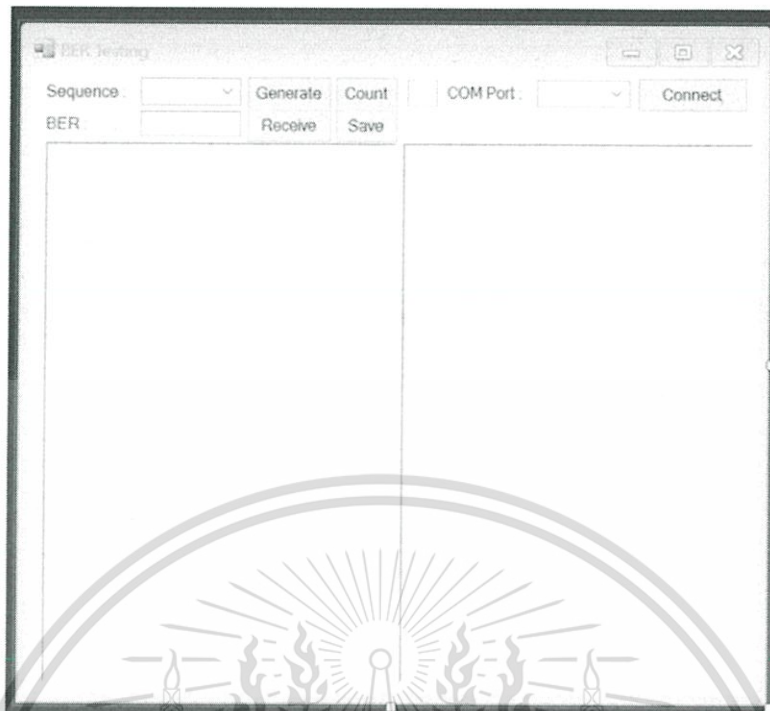 BER Testing
Sequence : Generate Count COM Port : Connect
BER : Receive Save